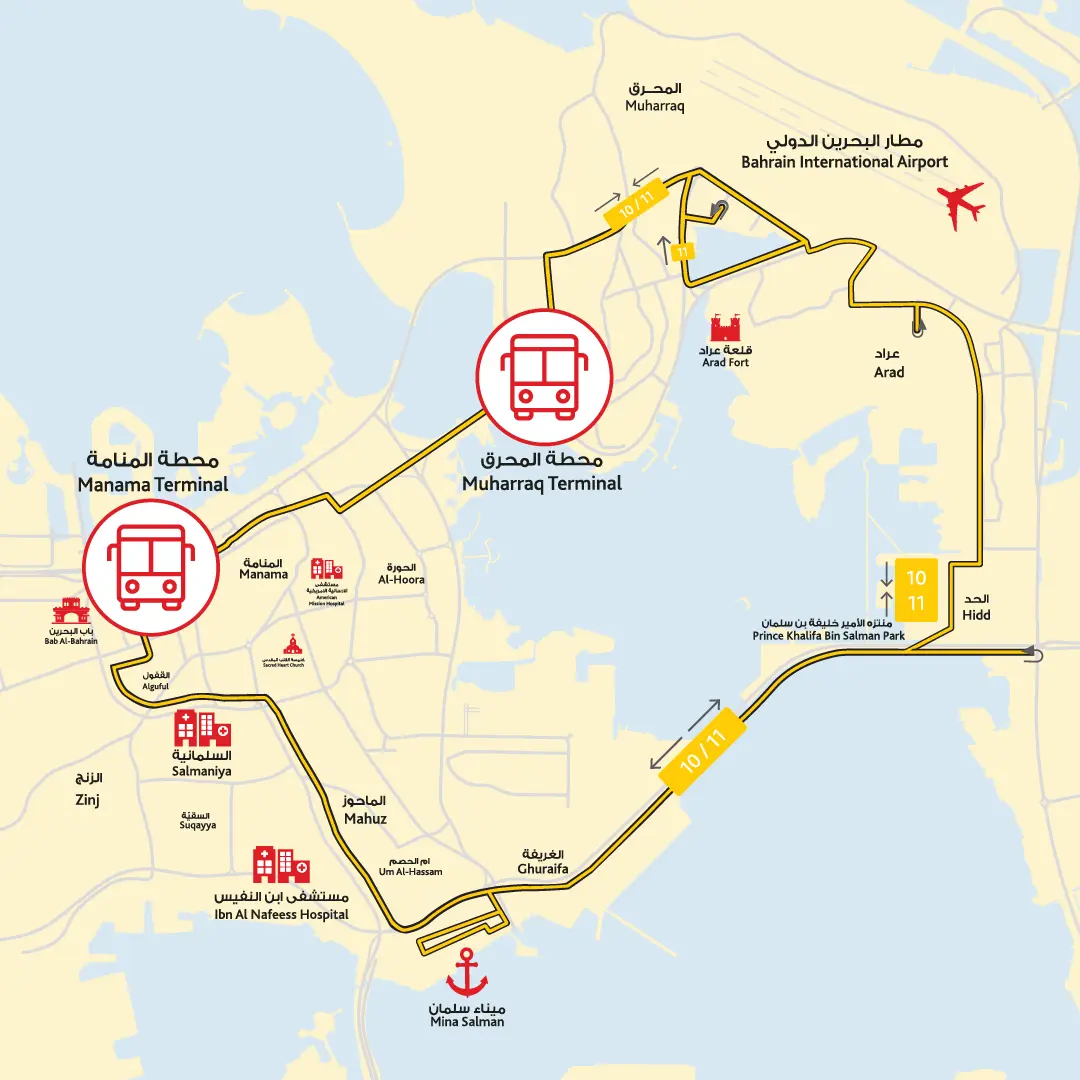 المحـرق
Muharraq
مطار البحرين الدولي
Bahrain International Airport
10 / 11
11
قلعة عراد
Arad Fort
عراد
Arad
محطة المحرق
Muharraq Terminal
محطة المنامة
Manama Terminal
المنامة
Manama
مستشفى
الارسالية الامريكية
American
Mission Hospital
الحورة
Al-Hoora
10
11
الحد
Hidd
منتزه الأمير خليفة بن سلمان
Prince Khalifa Bin Salman Park
باب البحرين
Bab Al-Bahrain
كنيسة القلب المقدس
Sacred Heart Church
القفول
Alguful
السلمانية
Salmaniya
10 / 11
الزنج
Zinj
الماحوز
Mahuz
السقيّة
Suqayya
ام الحصم
Um Al-Hassam
الغريفة
Ghuraifa
مستشفى ابن النفيس
Ibn Al Nafeess Hospital
ميناء سلمان
Mina Salman